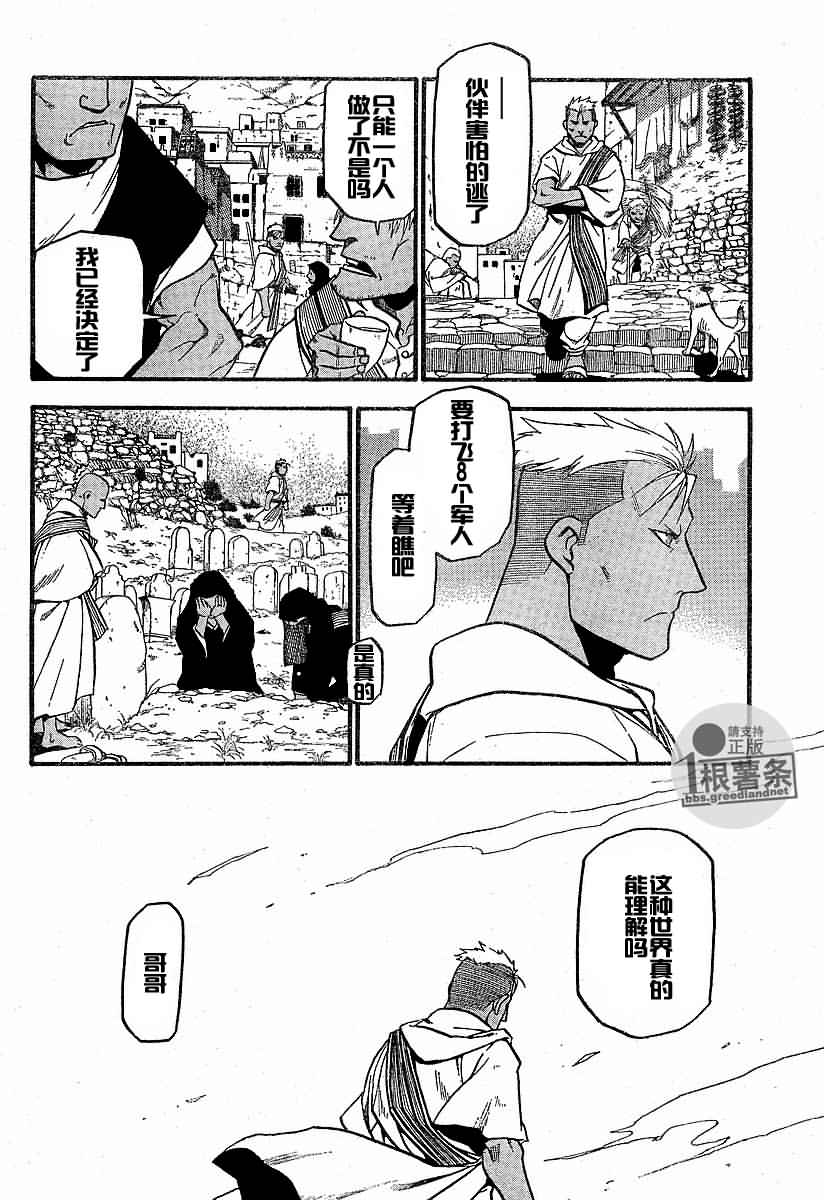 ——
伙伴害怕的逃了
只能一个人
做了不是吗
我已经决定了
要打飞8个军人
等着瞧吧
是真的
請支持
正版
1根薯条
bbs.greedland.net
这种世界真的
能理解吗
哥哥